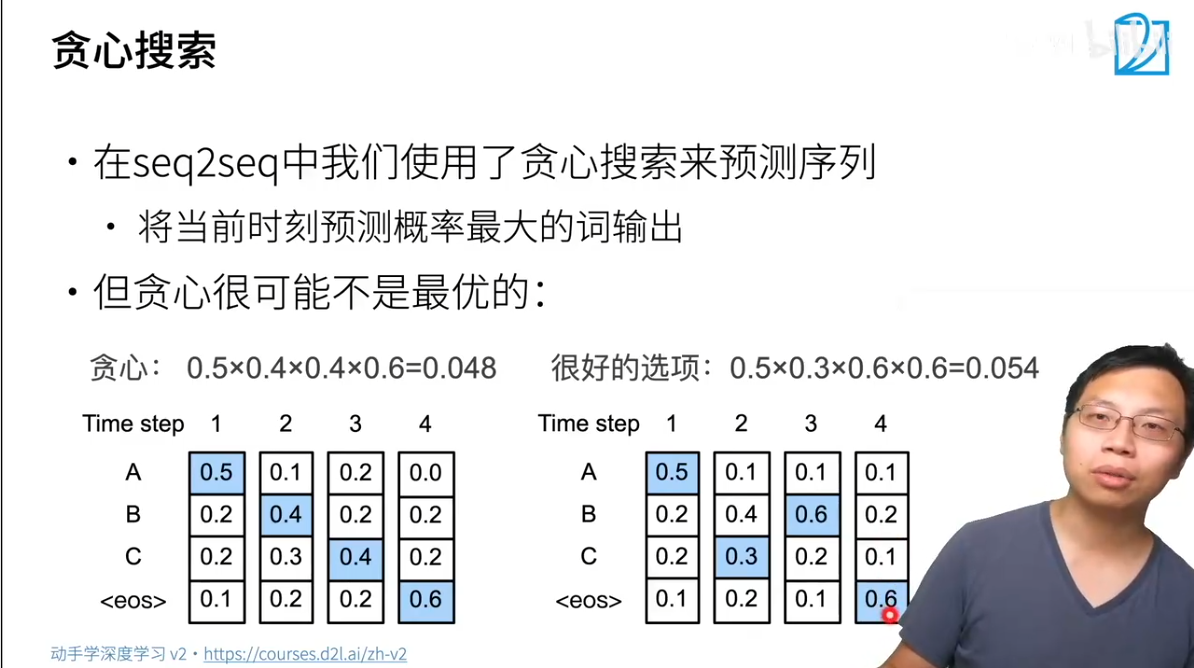 贪心搜索
• 在seq2seq中我们使用了贪心搜索来预测序列
• 将当前时刻预测概率最大的词输出
• 但贪心很可能不是最优的：
贪心： 0.5×0.4×0.4×0.6=0.048
很好的选项：0.5×0.3×0.6×0.6=0.054
Time step 1 2 3 4
A 0.5 0.1 0.2 0.0
B 0.2 0.4 0.2 0.2
C 0.2 0.3 0.4 0.2
<eos> 0.1 0.2 0.2 0.6
Time step 1 2 3 4
A 0.5 0.1 0.1 0.1
B 0.2 0.4 0.6 0.2
C 0.2 0.3 0.2 0.1
<eos> 0.1 0.2 0.1 0.6
动手学深度学习 v2 • https://courses.d2l.ai/zh-v2